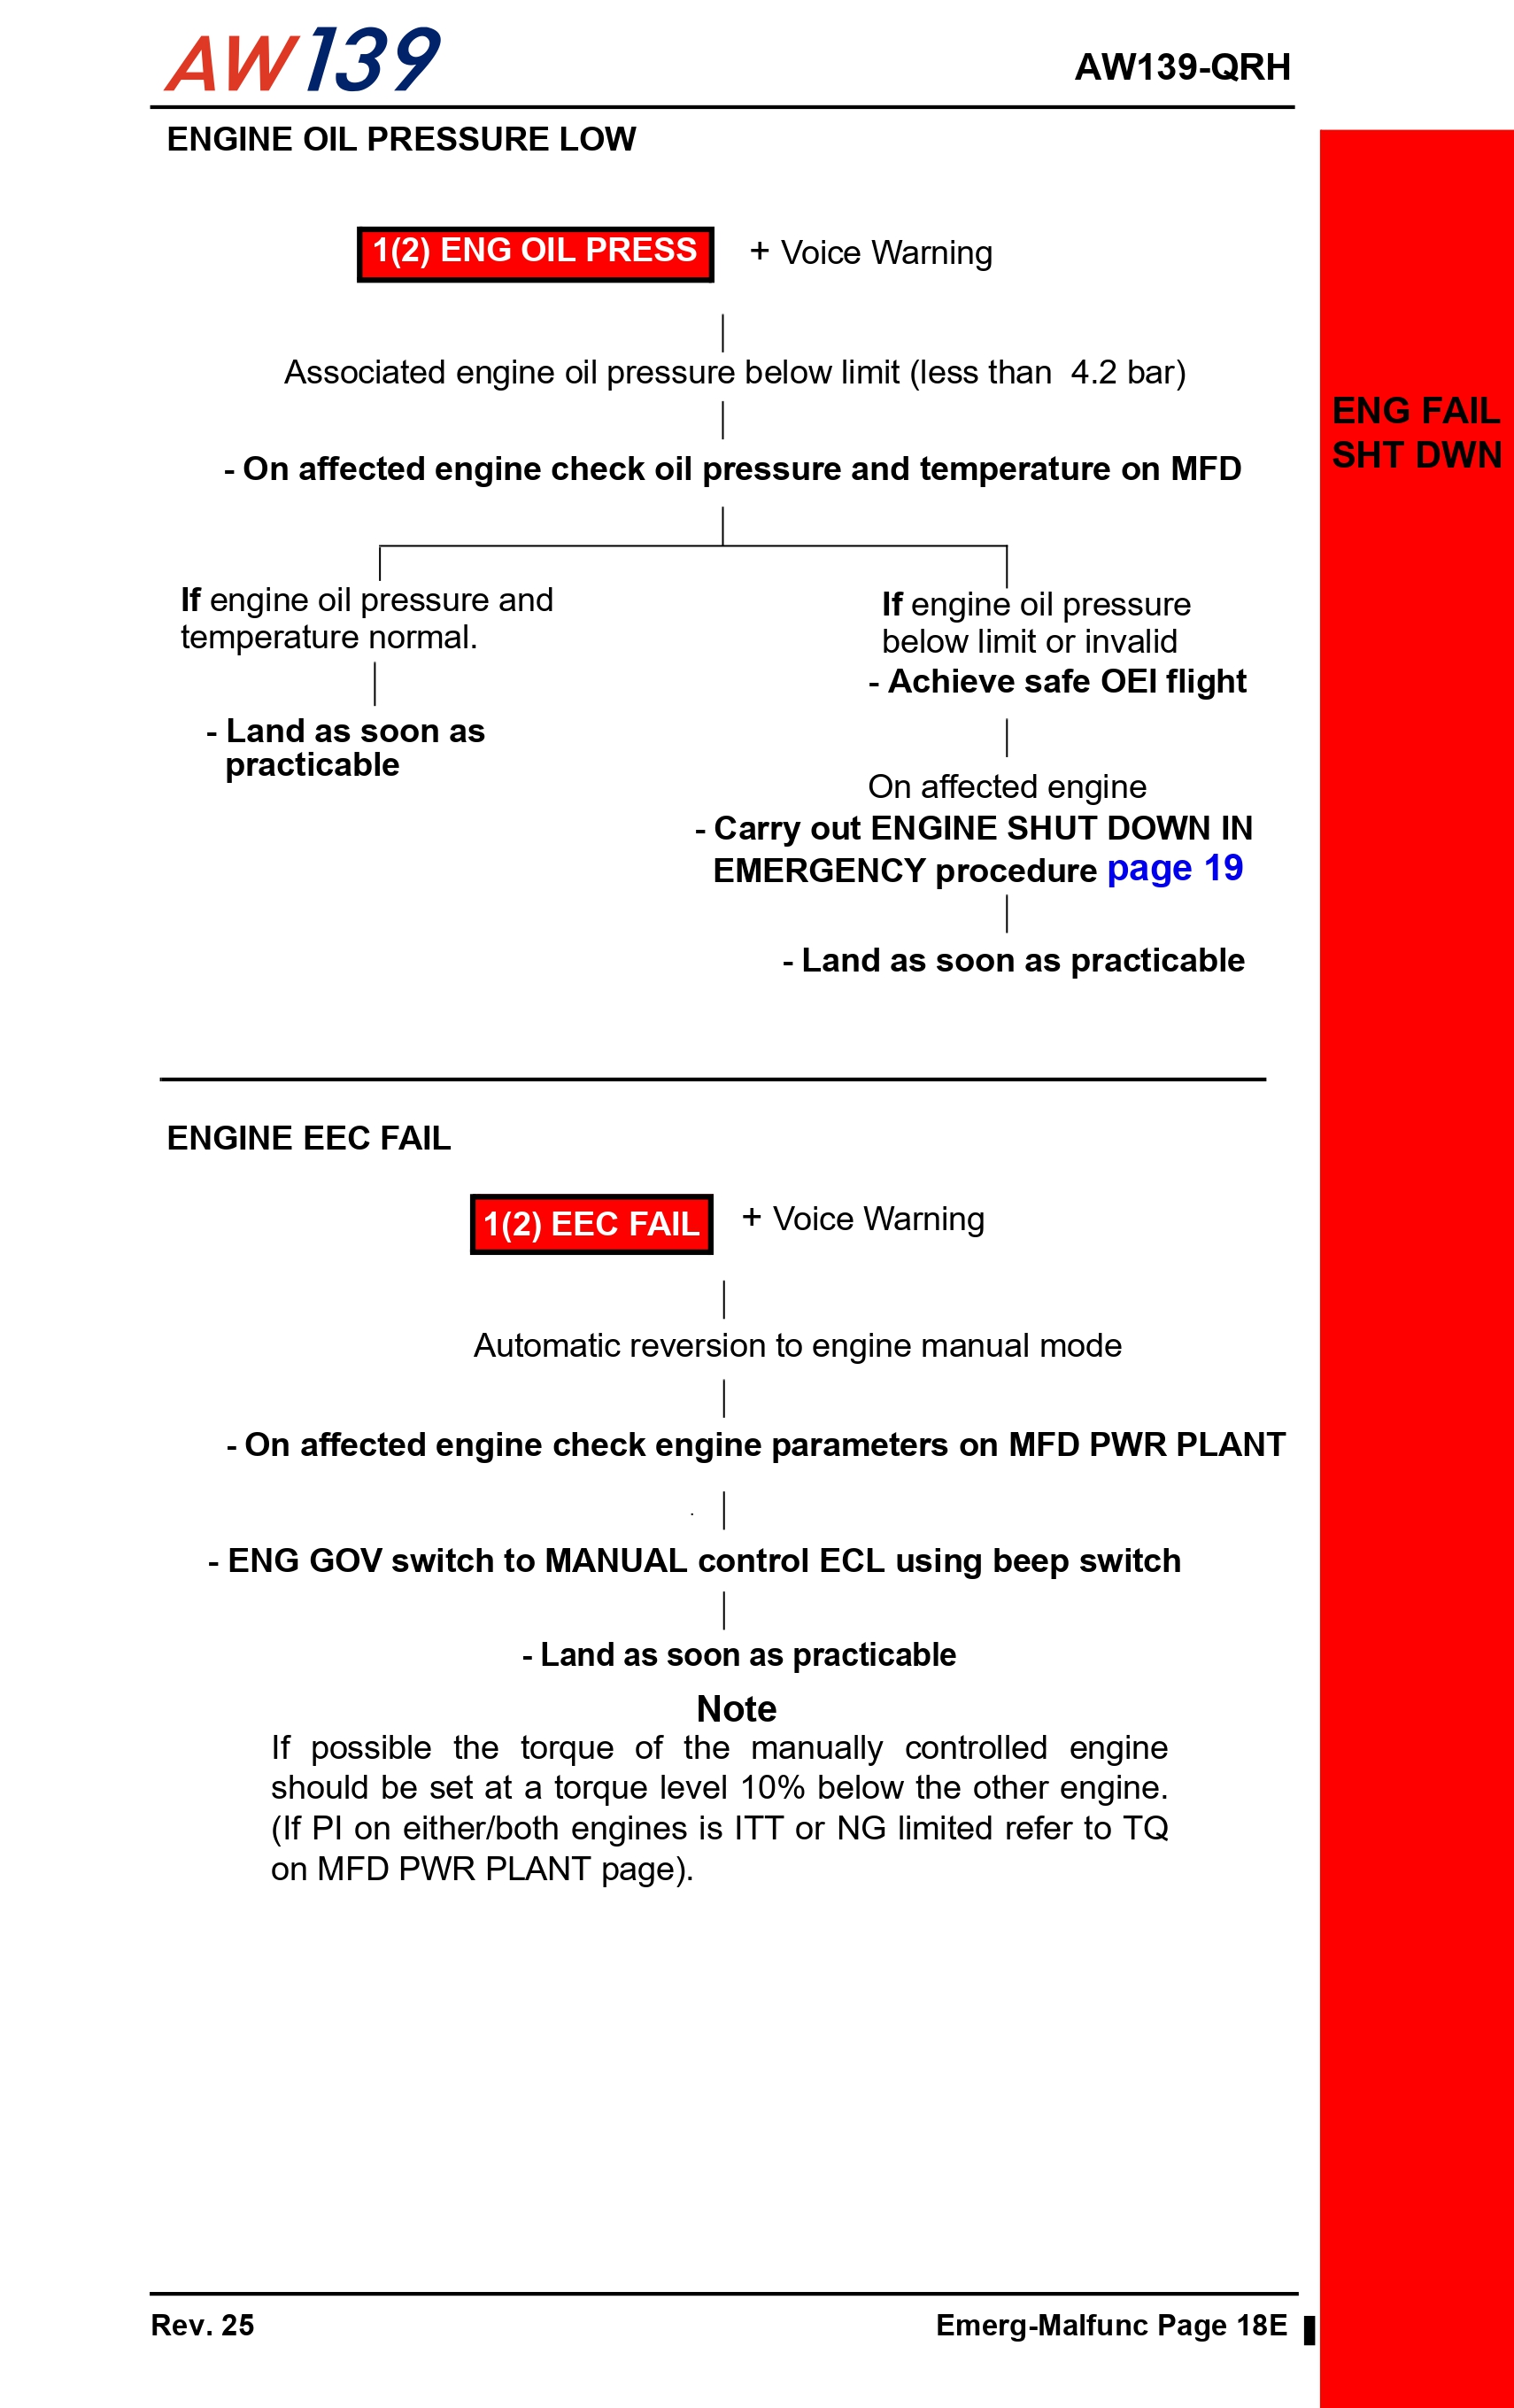 AW139
AW139-QRH
ENGINE OIL PRESSURE LOW
1(2) ENG OIL PRESS + Voice Warning
Associated engine oil pressure below limit (less than 4.2 bar)
- On affected engine check oil pressure and temperature on MFD
If engine oil pressure and
temperature normal.
- Land as soon as
practicable
If engine oil pressure
below limit or invalid
- Achieve safe OEI flight
On affected engine
- Carry out ENGINE SHUT DOWN IN
EMERGENCY procedure page 19
- Land as soon as practicable
ENG FAIL
SHT DWN
ENGINE EEC FAIL
1(2) EEC FAIL + Voice Warning
Automatic reversion to engine manual mode
- On affected engine check engine parameters on MFD PWR PLANT
- ENG GOV switch to MANUAL control ECL using beep switch
- Land as soon as practicable
Note
If possible the torque of the manually controlled engine
should be set at a torque level 10% below the other engine.
(If PI on either/both engines is ITT or NG limited refer to TQ
on MFD PWR PLANT page).
Rev. 25
Emerg-Malfunc Page 18E